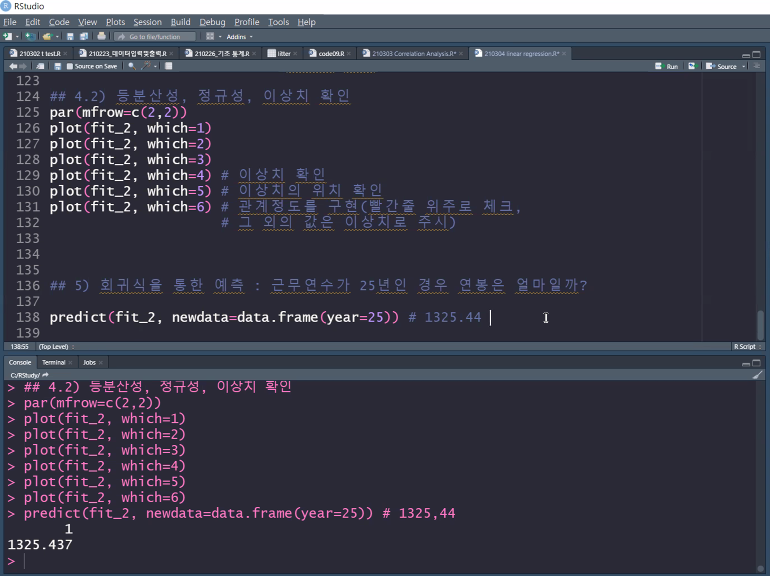 RStudio
File Edit Code View Plots Session Build Debug Profile Tools Help
Go to file/function Addins
210302 t test.R 210223_데이터입력및출력.R 210226_기초 통계.R litter code09.R 210303 Correlation Analysis.R* 210304 linear regression.R*
Source on Save Run Source
123
124 ## 4.2) 등분산성, 정규성, 이상치 확인
125 par(mfrow=c(2,2))
126 plot(fit_2, which=1)
127 plot(fit_2, which=2)
128 plot(fit_2, which=3)
129 plot(fit_2, which=4) # 이상치 확인
130 plot(fit_2, which=5) # 이상치의 위치 확인
131 plot(fit_2, which=6) # 관계정도를 구현(빨간줄 위주로 체크,
132 # 그 외의 값은 이상치로 주시)
133
134
135
136 ## 5) 회귀식을 통한 예측 : 근무연수가 25년인 경우 연봉은 얼마일까?
137
138 predict(fit_2, newdata=data.frame(year=25)) # 1325.44
139
138:55 (Top Level) R Script
Console Terminal Jobs
C:/RStudy/
> ## 4.2) 등분산성, 정규성, 이상치 확인
> par(mfrow=c(2,2))
> plot(fit_2, which=1)
> plot(fit_2, which=2)
> plot(fit_2, which=3)
> plot(fit_2, which=4)
> plot(fit_2, which=5)
> plot(fit_2, which=6)
> predict(fit_2, newdata=data.frame(year=25)) # 1325,44
1
1325.437
>